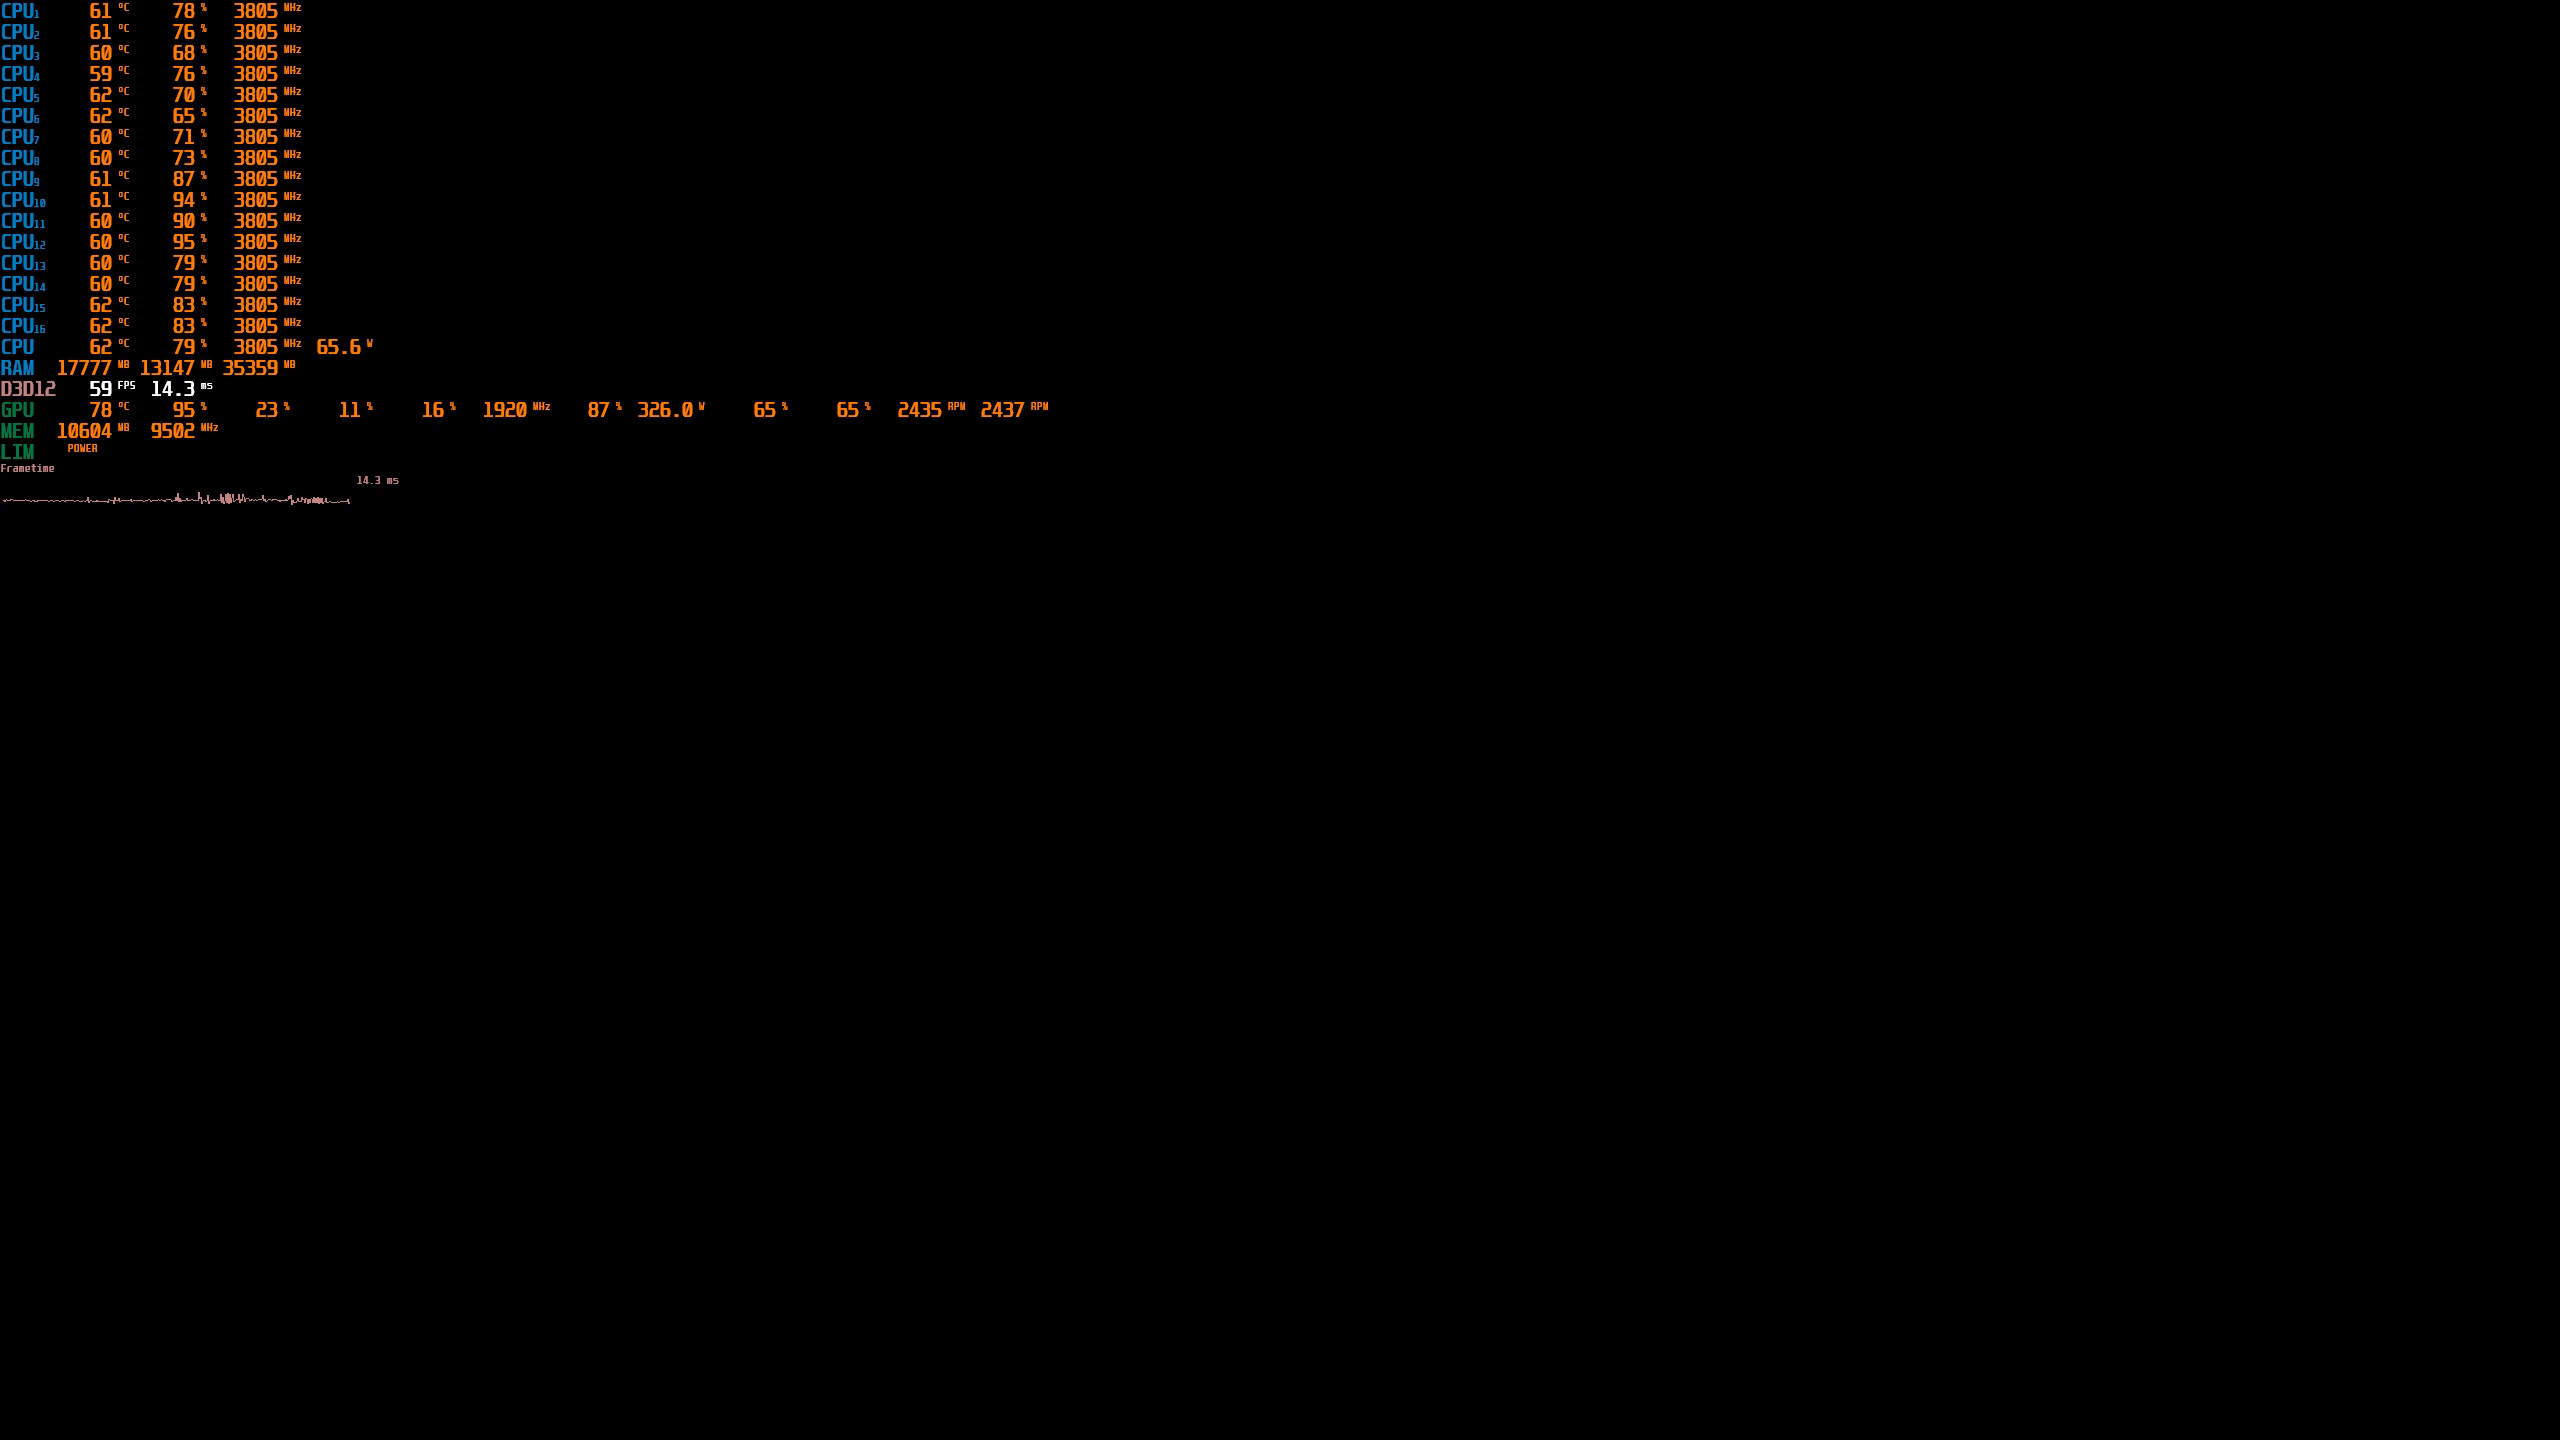 CPU1 61 °C 78 % 3805 MHz
CPU2 61 °C 76 % 3805 MHz
CPU3 60 °C 68 % 3805 MHz
CPU4 59 °C 76 % 3805 MHz
CPU5 62 °C 70 % 3805 MHz
CPU6 62 °C 65 % 3805 MHz
CPU7 60 °C 71 % 3805 MHz
CPU8 60 °C 73 % 3805 MHz
CPU9 61 °C 87 % 3805 MHz
CPU10 61 °C 94 % 3805 MHz
CPU11 60 °C 90 % 3805 MHz
CPU12 60 °C 95 % 3805 MHz
CPU13 60 °C 79 % 3805 MHz
CPU14 60 °C 79 % 3805 MHz
CPU15 62 °C 83 % 3805 MHz
CPU16 62 °C 83 % 3805 MHz
CPU 62 °C 79 % 3805 MHz 65.6 W
RAM 17777 MB 13147 MB 35359 MB
D3D12 59 FPS 14.3 ms
GPU 78 °C 95 % 23 % 11 % 16 % 1920 MHz 87 % 326.0 W 65 % 65 % 2435 RPM 2437 RPM
MEM 10604 MB 9502 MHz
LIM POWER
Frametime
14.3 ms